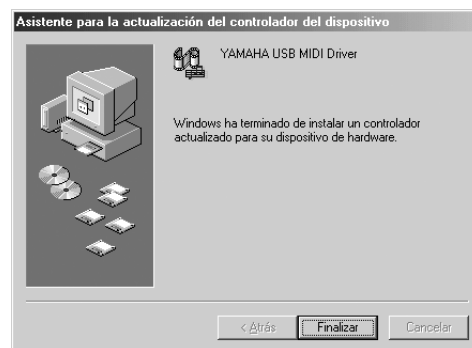 Asistente para la actualización del controlador del dispositivo
YAMAHA USB MIDI Driver
Windows ha terminado de instalar un controlador
actualizado para su dispositivo de hardware.
< Atrás
Finalizar
Cancelar